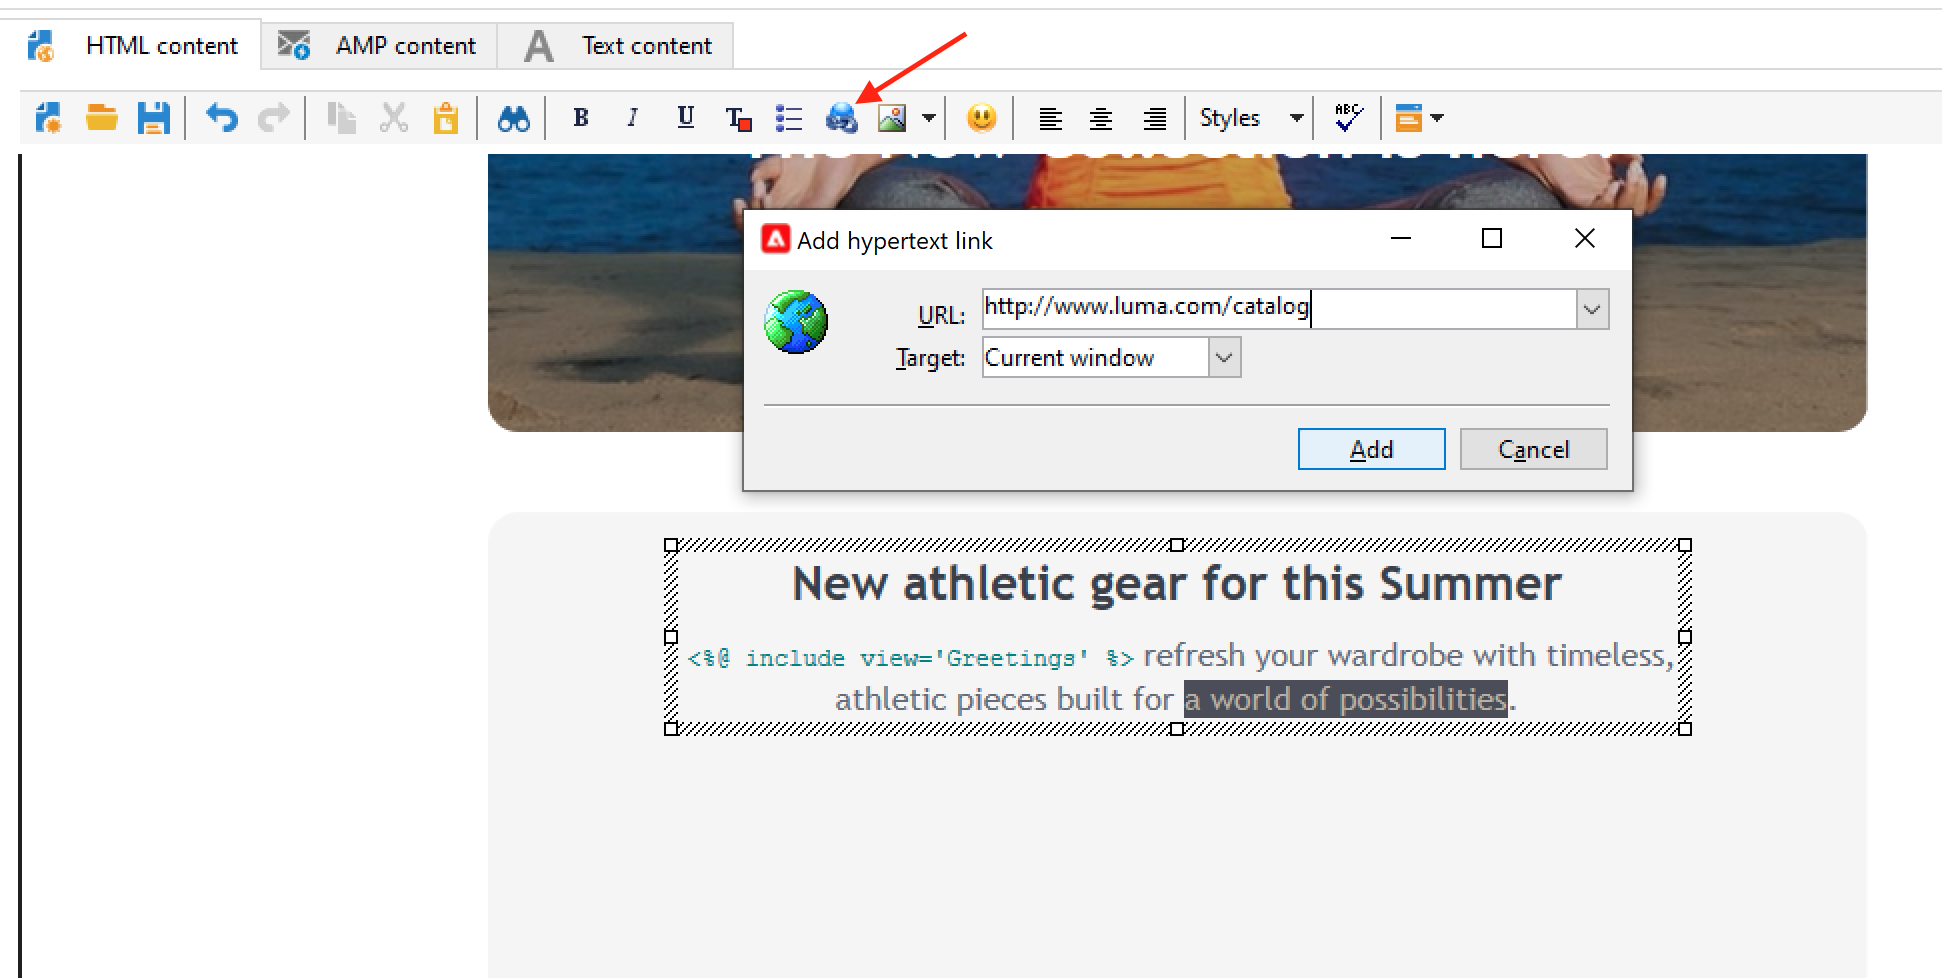 HTML content
AMP content
Text content
B I U T Styles ABC
Add hypertext link
URL: http://www.luma.com/catalog
Target: Current window
Add Cancel
New athletic gear for this Summer
<%@ include view='Greetings' %> refresh your wardrobe with timeless,
athletic pieces built for a world of possibilities.